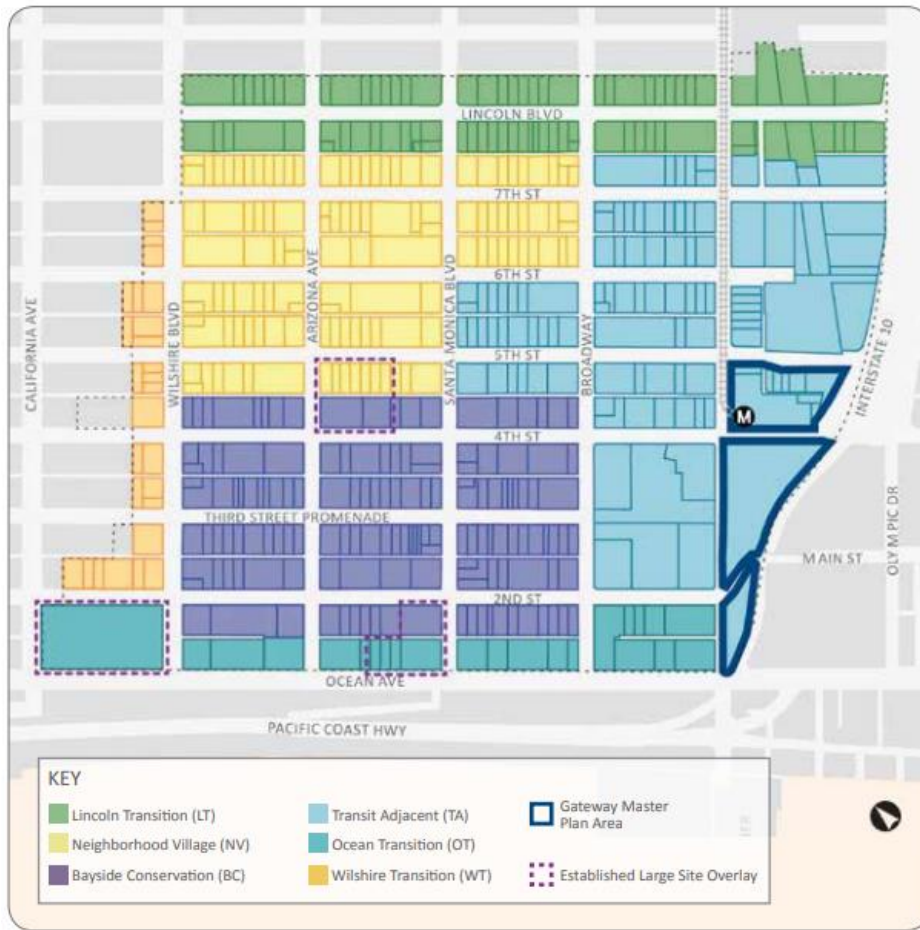 LINCOLN BLVD
7TH ST
6TH ST
5TH ST
4TH ST
THIRD STREET PROMENADE
2ND ST
OCEAN AVE
PACIFIC COAST HWY
CALIFORNIA AVE
WILSHIRE BLVD
ARIZONA AVE
SANTA MONICA BLVD
BROADWAY
INTERSTATE 10
OLYMPIC DR
MAIN ST
M
KEY
Lincoln Transition (LT)
Neighborhood Village (NV)
Bayside Conservation (BC)
Transit Adjacent (TA)
Ocean Transition (OT)
Wilshire Transition (WT)
Gateway Master
Plan Area
Established Large Site Overlay